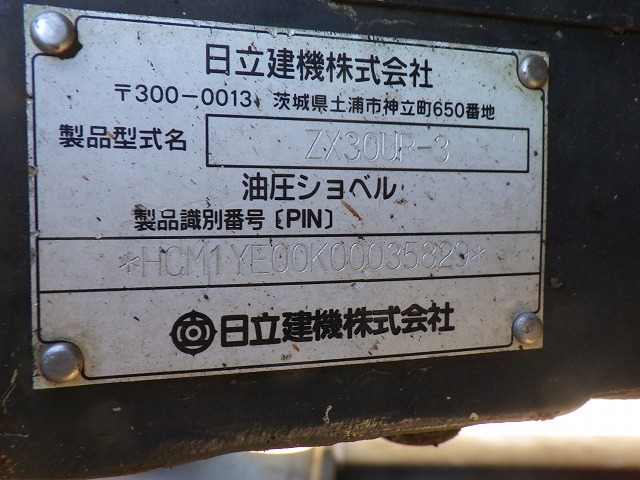 日立建機株式会社
〒300-0013 茨城県土浦市神立町650番地
製品型式名 ZX30UR-3
油圧ショベル
製品識別番号〔PIN〕
*HCM1YE00K00035829*
日立建機株式会社